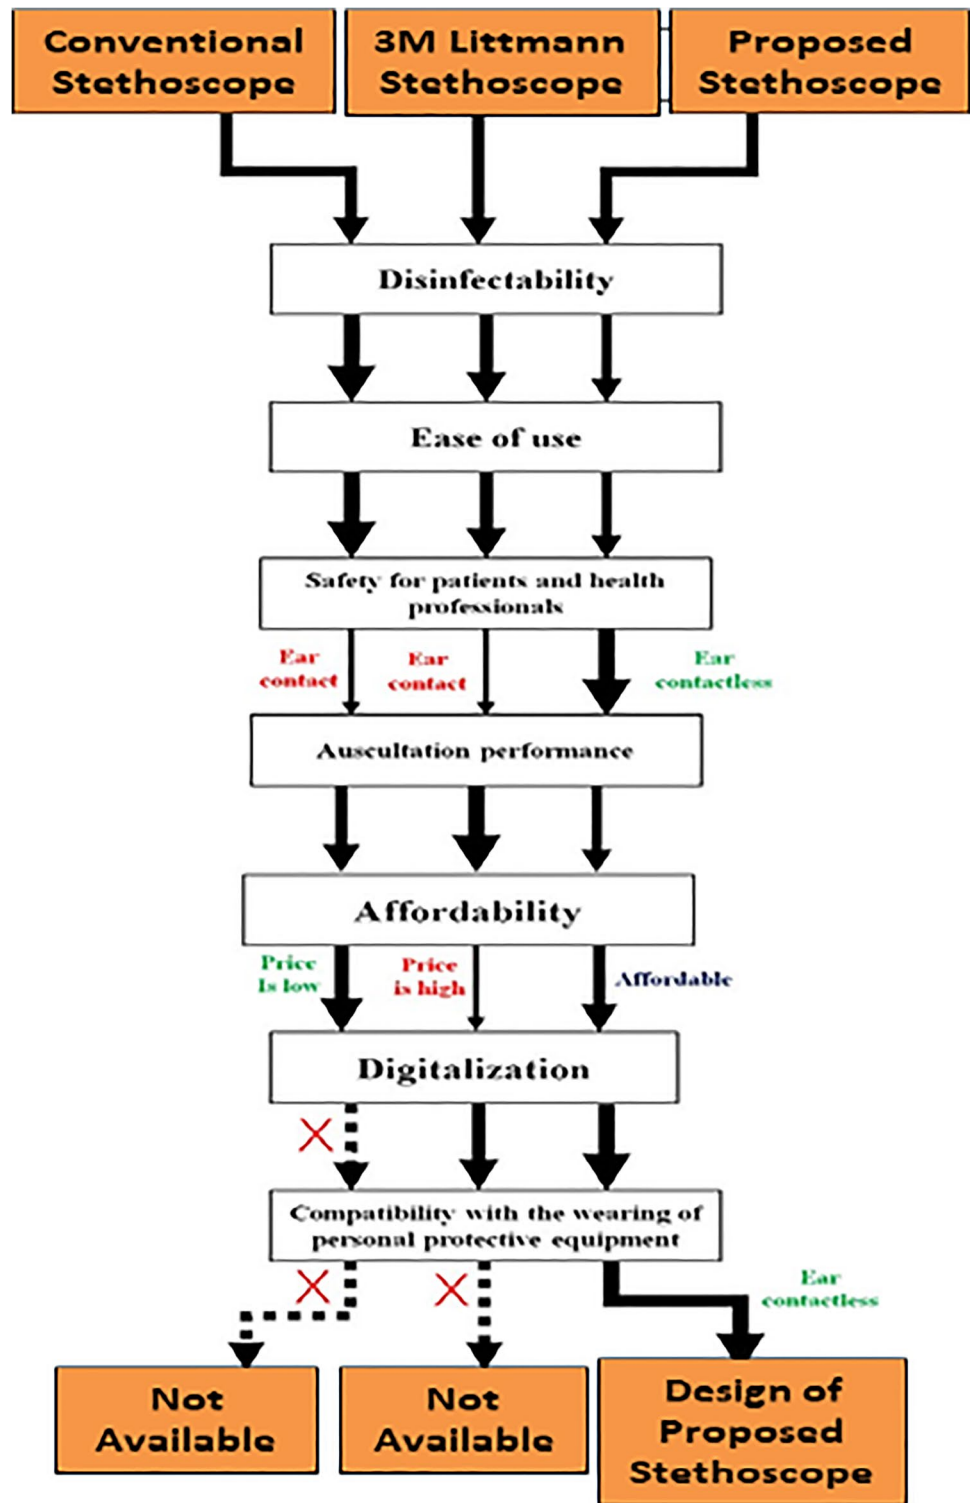 Conventional
Stethoscope
3M Littmann
Stethoscope
Proposed
Stethoscope
Disinfectability
Ease of use
Safety for patients and health
professionals
Ear
contact
Ear
contact
Ear
contactless
Auscultation performance
Affordability
Price
Is low
Price
is high
Affordable
Digitalization
Compatibility with the wearing of
personal protective equipment
Ear
contactless
Not
Available
Not
Available
Design of
Proposed
Stethoscope